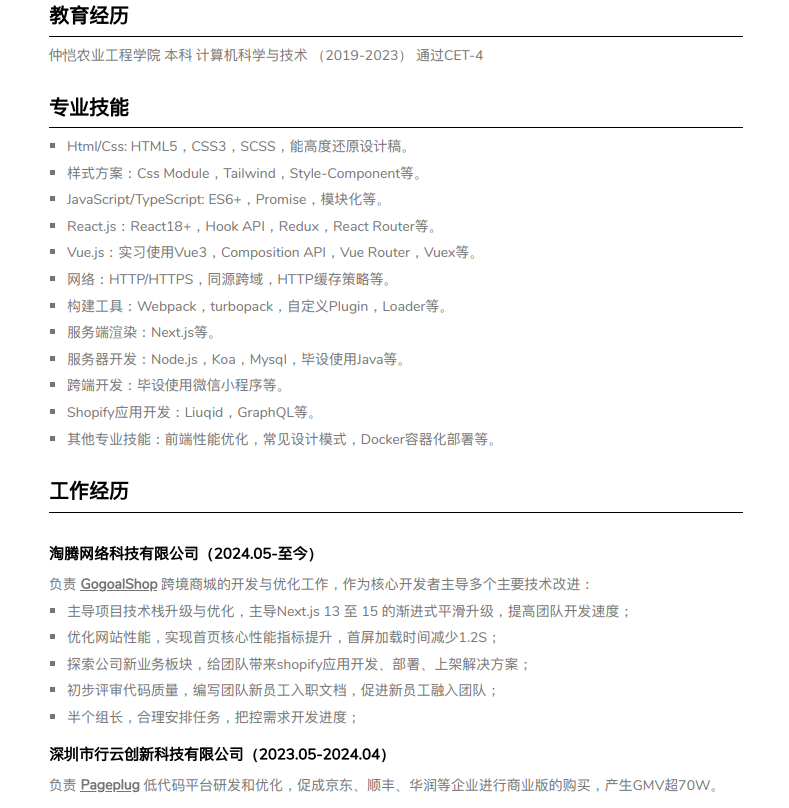 教育经历
仲恺农业工程学院 本科 计算机科学与技术 （2019-2023） 通过CET-4
专业技能
Html/Css: HTML5，CSS3，SCSS，能高度还原设计稿。
样式方案：Css Module，Tailwind，Style-Component等。
JavaScript/TypeScript: ES6+，Promise，模块化等。
React.js：React18+，Hook API，Redux，React Router等。
Vue.js：实习使用Vue3，Composition API，Vue Router，Vuex等。
网络：HTTP/HTTPS，同源跨域，HTTP缓存策略等。
构建工具：Webpack，turbopack，自定义Plugin，Loader等。
服务端渲染：Next.js等。
服务器开发：Node.js，Koa，Mysql，毕设使用Java等。
跨端开发：毕设使用微信小程序等。
Shopify应用开发：Liuqid，GraphQL等。
其他专业技能：前端性能优化，常见设计模式，Docker容器化部署等。
工作经历
淘腾网络科技有限公司（2024.05-至今）
负责 GogoalShop 跨境商城的开发与优化工作，作为核心开发者主导多个主要技术改进：
主导项目技术栈升级与优化，主导Next.js 13 至 15 的渐进式平滑升级，提高团队开发速度；
优化网站性能，实现首页核心性能指标提升，首屏加载时间减少1.2S；
探索公司新业务板块，给团队带来shopify应用开发、部署、上架解决方案；
初步评审代码质量，编写团队新员工入职文档，促进新员工融入团队；
半个组长，合理安排任务，把控需求开发进度；
深圳市行云创新科技有限公司（2023.05-2024.04）
负责 Pageplug 低代码平台研发和优化，促成京东、顺丰、华润等企业进行商业版的购买，产生GMV超70W。